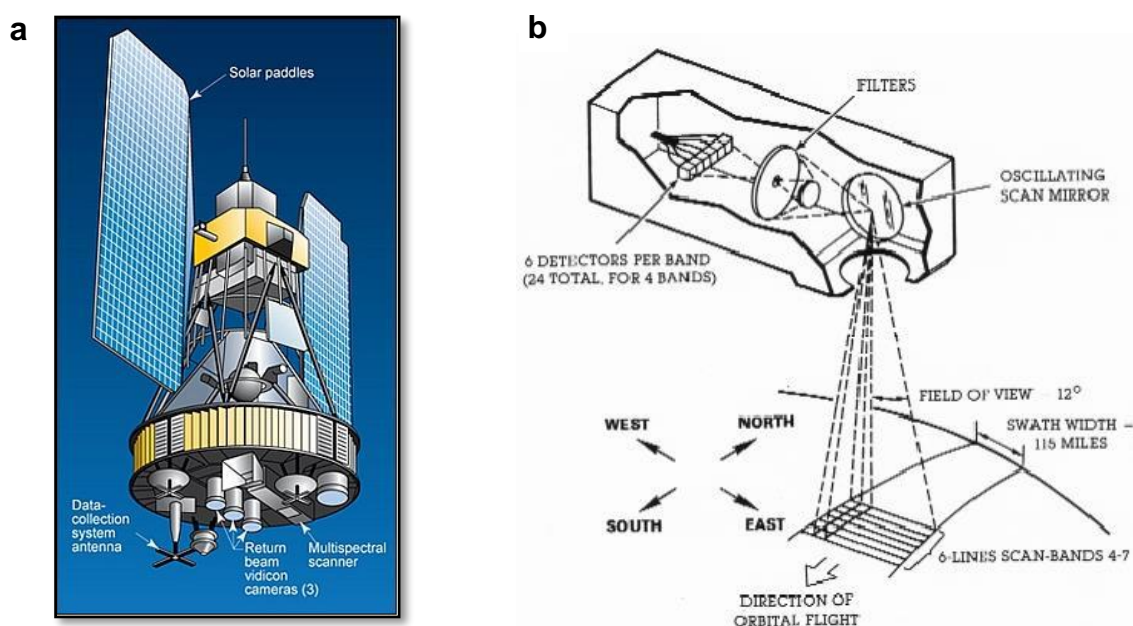 a
Solar paddles
Data-
collection
system
antenna
Return
beam
vidicon
cameras (3)
Multispectral
scanner
b
FILTERS
OSCILLATING
SCAN MIRROR
6 DETECTORS PER BAND
(24 TOTAL, FOR 4 BANDS)
FIELD OF VIEW – 12°
WEST
NORTH
SWATH WIDTH –
115 MILES
SOUTH
EAST
6-LINES SCAN-BANDS 4-7
DIRECTION OF
ORBITAL FLIGHT